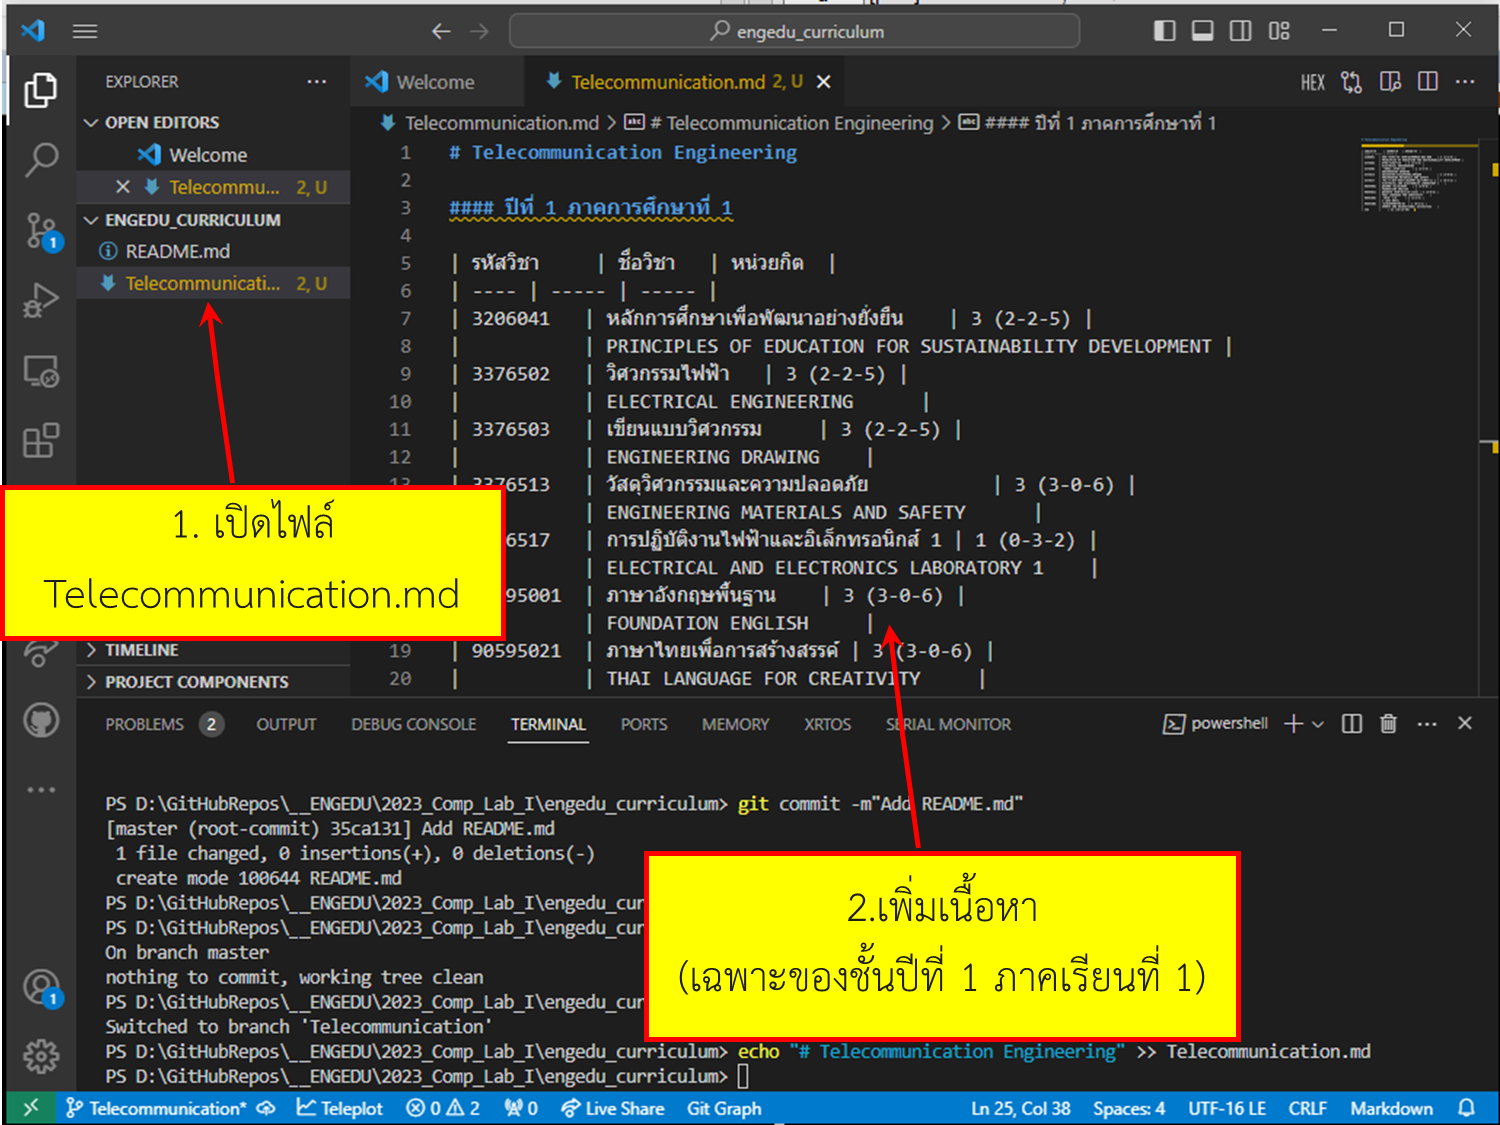 engedu_curriculum
EXPLORER
Welcome
Telecommunication.md 2, U
HEX
OPEN EDITORS
Welcome
Telecommu... 2, U
ENGEDU_CURRICULUM
README.md
Telecommunicati... 2, U
TIMELINE
PROJECT COMPONENTS
Telecommunication.md > # Telecommunication Engineering > #### ปีที่ 1 ภาคการศึกษาที่ 1
1 # Telecommunication Engineering
2
3 #### ปีที่ 1 ภาคการศึกษาที่ 1
4
5 | รหัสวิชา | ชื่อวิชา | หน่วยกิต |
6 | ---- | ----- | ----- |
7 | 3206041 | หลักการศึกษาเพื่อพัฒนาอย่างยั่งยืน | 3 (2-2-5) |
8 | | PRINCIPLES OF EDUCATION FOR SUSTAINABILITY DEVELOPMENT |
9 | 3376502 | วิศวกรรมไฟฟ้า | 3 (2-2-5) |
10 | | ELECTRICAL ENGINEERING |
11 | 3376503 | เขียนแบบวิศวกรรม | 3 (2-2-5) |
12 | | ENGINEERING DRAWING |
13 | 3376513 | วัสดุวิศวกรรมและความปลอดภัย | 3 (3-0-6) |
| ENGINEERING MATERIALS AND SAFETY |
6517 | การปฏิบัติงานไฟฟ้าและอิเล็กทรอนิกส์ 1 | 1 (0-3-2) |
| ELECTRICAL AND ELECTRONICS LABORATORY 1 |
95001 | ภาษาอังกฤษพื้นฐาน | 3 (3-0-6) |
| FOUNDATION ENGLISH |
19 | 90595021 | ภาษาไทยเพื่อการสร้างสรรค์ | 3 (3-0-6) |
20 | | THAI LANGUAGE FOR CREATIVITY |
1. เปิดไฟล์
Telecommunication.md
PROBLEMS 2 OUTPUT DEBUG CONSOLE TERMINAL PORTS MEMORY XRTOS SERIAL MONITOR powershell
PS D:\GitHubRepos\__ENGEDU\2023_Comp_Lab_I\engedu_curriculum> git commit -m"Add README.md"
[master (root-commit) 35ca131] Add README.md
1 file changed, 0 insertions(+), 0 deletions(-)
create mode 100644 README.md
PS D:\GitHubRepos\__ENGEDU\2023_Comp_Lab_I\engedu_cur
PS D:\GitHubRepos\__ENGEDU\2023_Comp_Lab_I\engedu_cur
On branch master
nothing to commit, working tree clean
PS D:\GitHubRepos\__ENGEDU\2023_Comp_Lab_I\engedu_cur
Switched to branch 'Telecommunication'
PS D:\GitHubRepos\__ENGEDU\2023_Comp_Lab_I\engedu_curriculum> echo "# Telecommunication Engineering" >> Telecommunication.md
PS D:\GitHubRepos\__ENGEDU\2023_Comp_Lab_I\engedu_curriculum>
2.เพิ่มเนื้อหา
(เฉพาะของชั้นปีที่ 1 ภาคเรียนที่ 1)
1
1
Telecommunication* Teleplot 0 2 0 Live Share Git Graph Ln 25, Col 38 Spaces: 4 UTF-16 LE CRLF Markdown